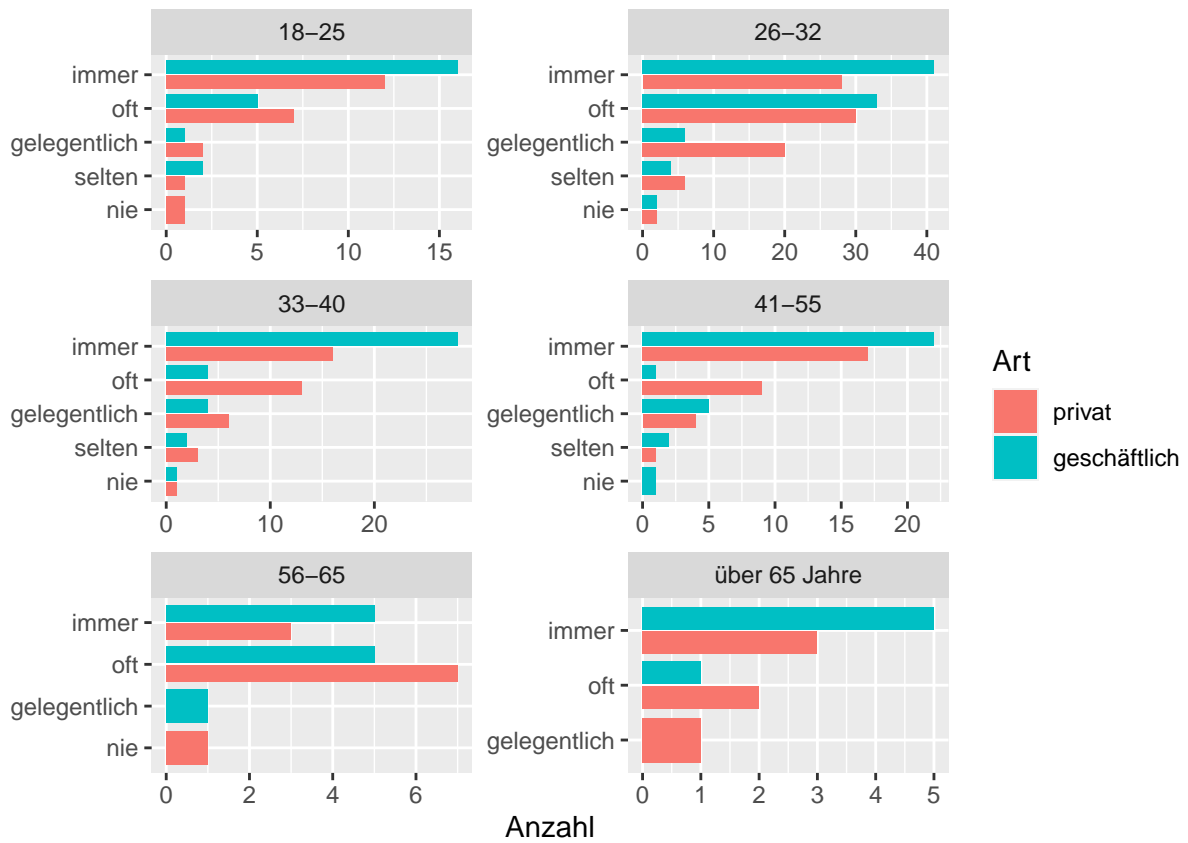 18−25
immer
oft
gelegentlich
selten
nie
0 5 10 15
26−32
immer
oft
gelegentlich
selten
nie
0 10 20 30 40
33−40
immer
oft
gelegentlich
selten
nie
0 10 20
41−55
immer
oft
gelegentlich
selten
nie
0 5 10 15 20
56−65
immer
oft
gelegentlich
nie
0 2 4 6
über 65 Jahre
immer
oft
gelegentlich
0 1 2 3 4 5
Anzahl
Art
privat
geschäftlich